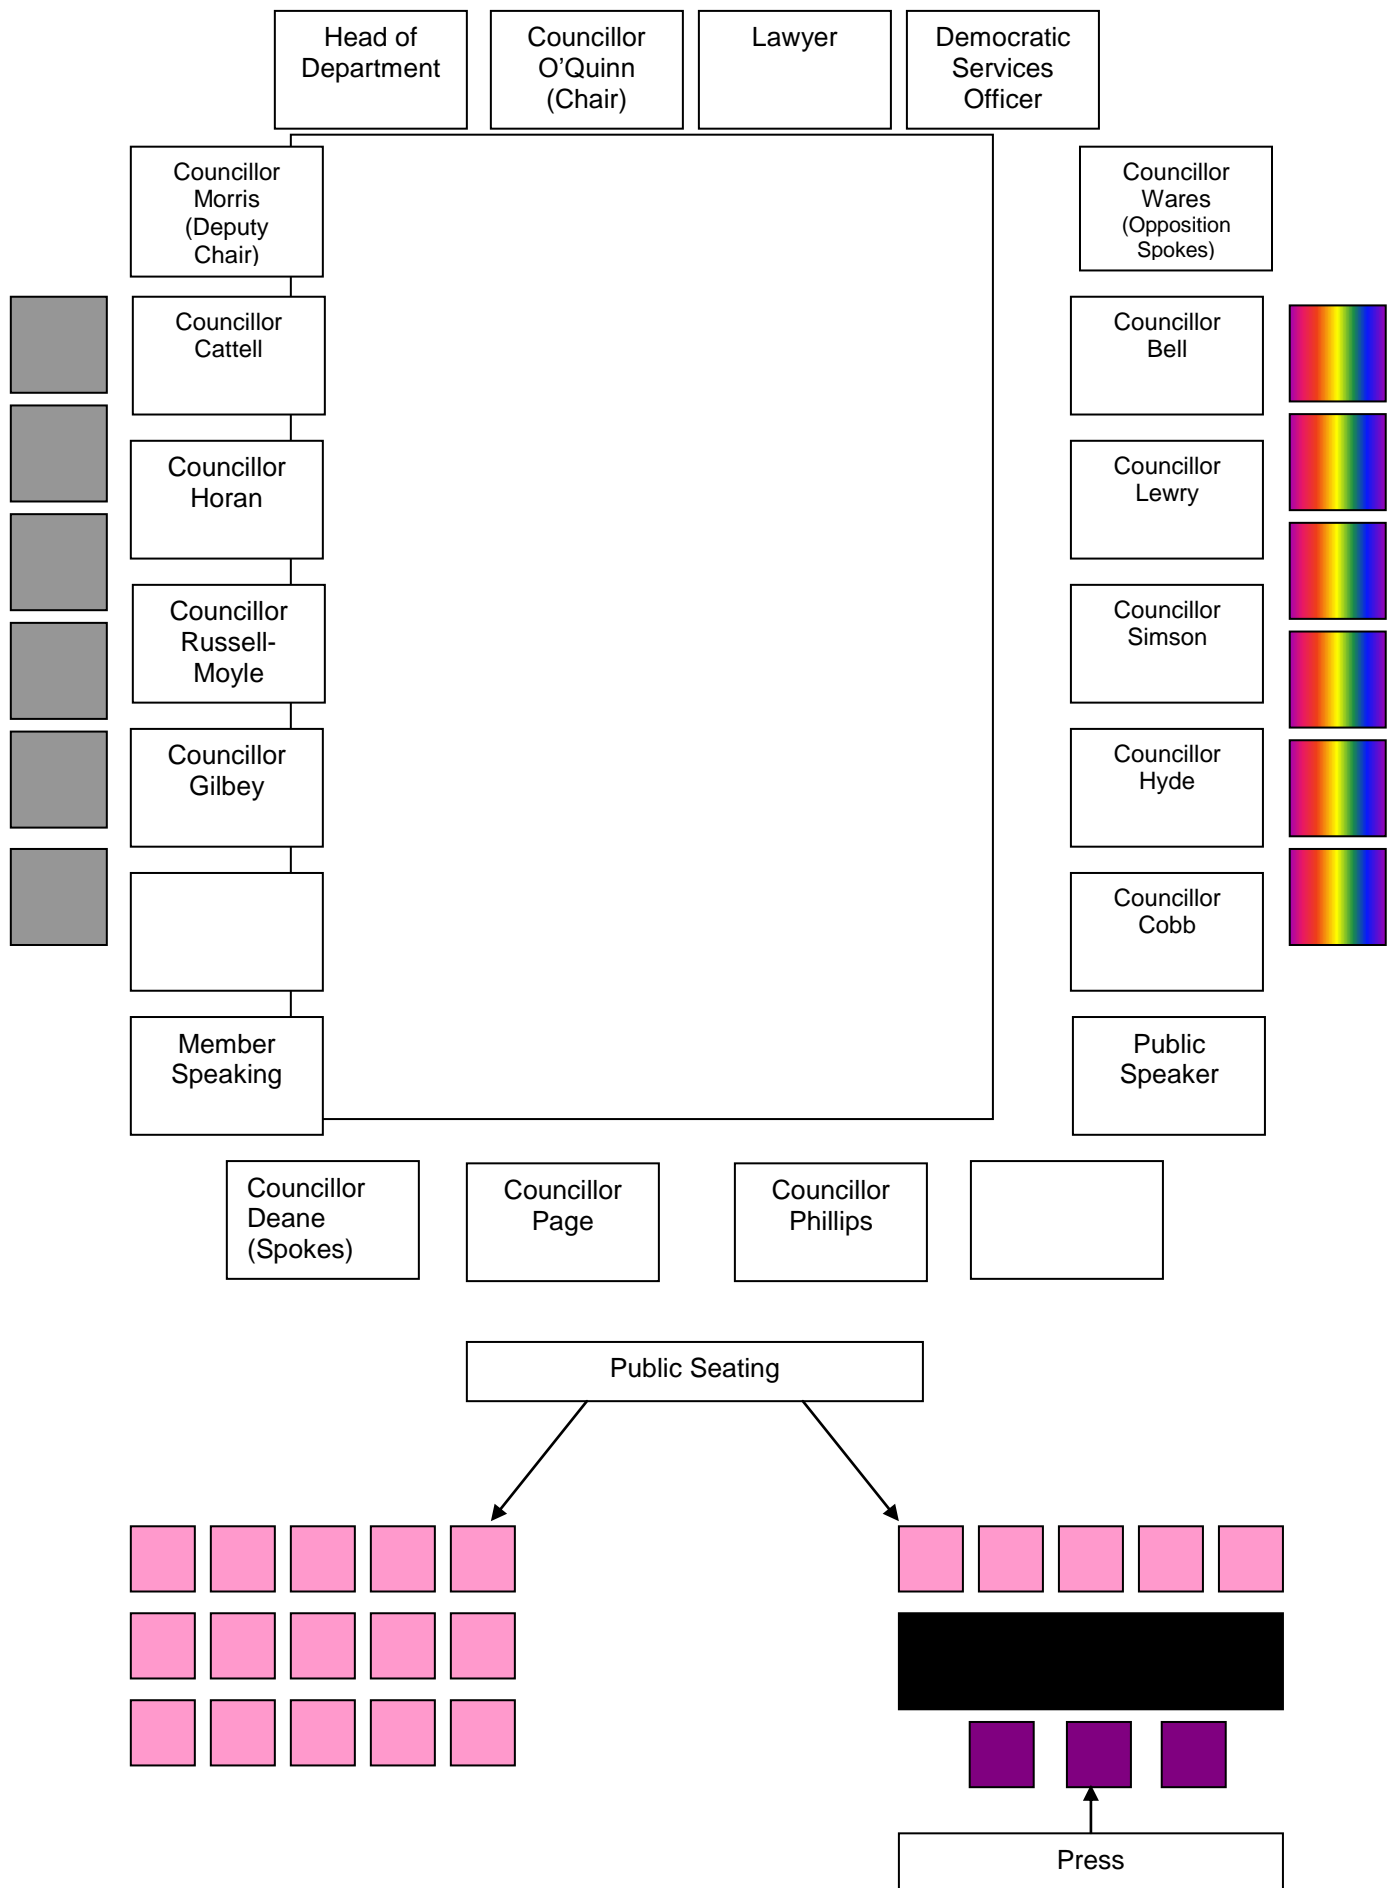 Head of
Department
Councillor
O’Quinn
(Chair)
Lawyer
Democratic
Services
Officer
Councillor
Morris
(Deputy
Chair)
Councillor
Wares
(Opposition
Spokes)
Councillor
Cattell
Councillor
Bell
Councillor
Horan
Councillor
Lewry
Councillor
Russell-
Moyle
Councillor
Simson
Councillor
Gilbey
Councillor
Hyde
Councillor
Cobb
Member
Speaking
Public
Speaker
Councillor
Deane
(Spokes)
Councillor
Page
Councillor
Phillips
Public Seating
Press